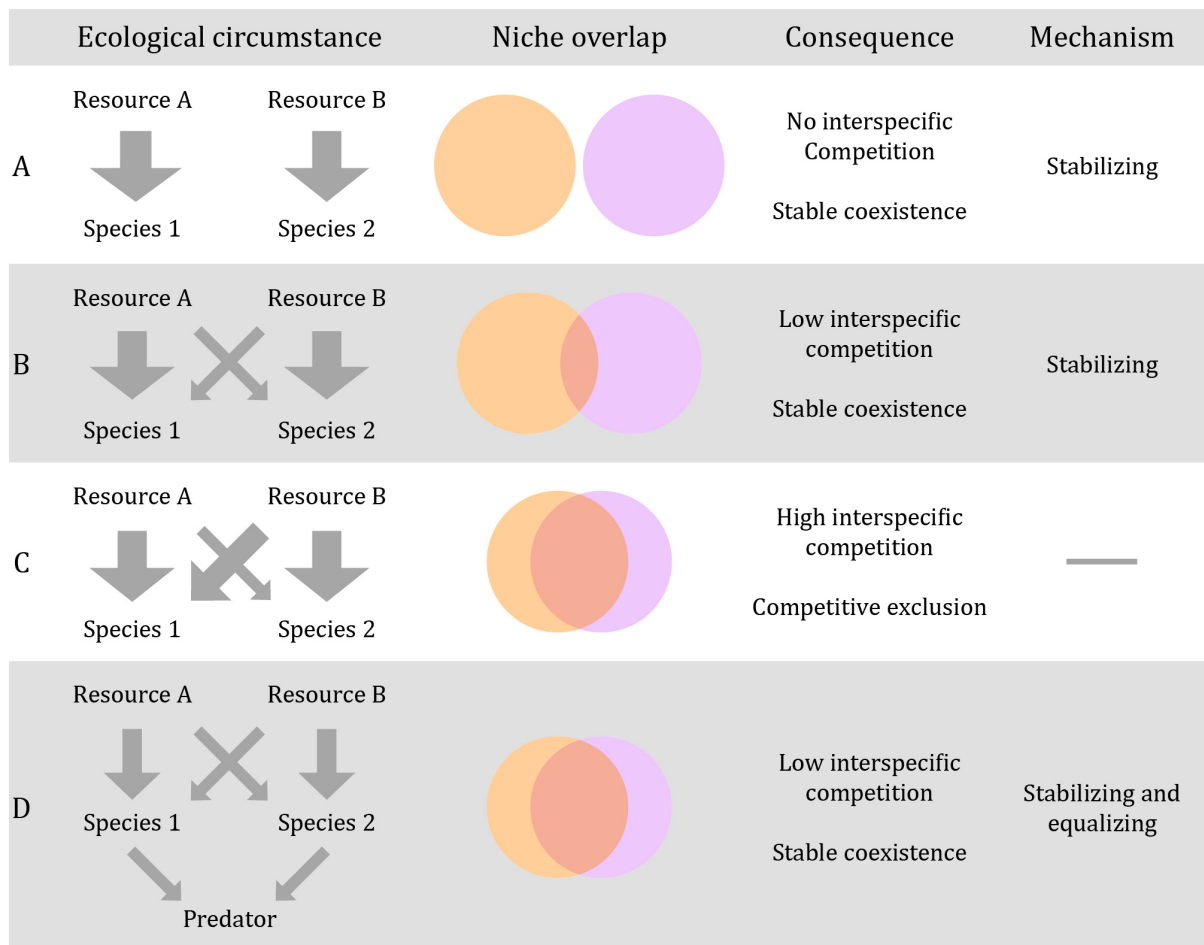 Ecological circumstance Niche overlap Consequence Mechanism
A
Resource A Resource B
Species 1 Species 2
No interspecific
Competition
Stable coexistence
Stabilizing
B
Resource A Resource B
Species 1 Species 2
Low interspecific
competition
Stable coexistence
Stabilizing
C
Resource A Resource B
Species 1 Species 2
High interspecific
competition
Competitive exclusion
D
Resource A Resource B
Species 1 Species 2
Predator
Low interspecific
competition
Stable coexistence
Stabilizing and
equalizing